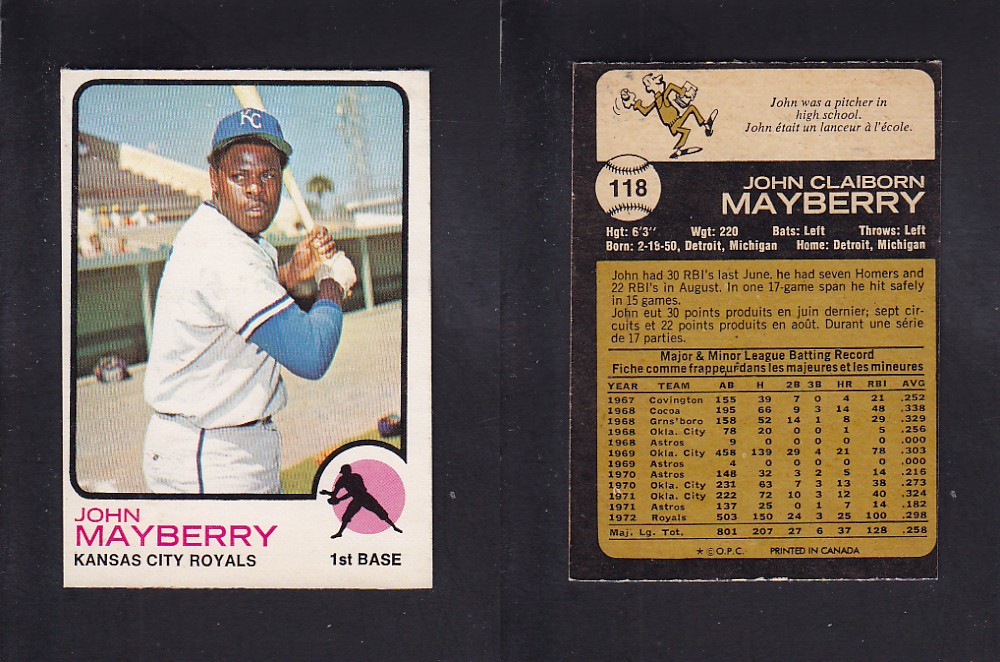 KC
JOHN
MAYBERRY
KANSAS CITY ROYALS 1st BASE
John was a pitcher in
high school.
John était un lanceur à l'école.
118
JOHN CLAIBORN
MAYBERRY
Hgt: 6'3" Wgt: 220 Bats: Left Throws: Left
Born: 2-18-50, Detroit, Michigan Home: Detroit, Michigan
John had 30 RBI's last June. he had seven Homers and
22 RBI's in August. In one 17-game span he hit safely
in 15 games.
John eut 30 points produits en juin dernier; sept cir-
cuits et 22 points produits en août. Durant une série
de 17 parties.
Major & Minor League Batting Record
Fiche comme frappeur dans les majeures et les mineures
YEAR TEAM AB H 2B 3B HR RBI AVG
1967 Covington 155 39 7 0 4 21 .252
1968 Cocoa 195 66 9 3 14 48 .338
1968 Grns'boro 158 52 14 1 8 29 .329
1968 Okla. City 78 20 0 0 1 5 .256
1968 Astros 9 0 0 0 0 0 .000
1969 Okla. City 458 139 29 4 21 78 .303
1969 Astros 4 0 0 0 0 0 .000
1970 Astros 148 32 3 2 5 14 .216
1970 Okla. City 231 63 7 3 13 38 .273
1971 Okla. City 222 72 10 3 12 40 .324
1971 Astros 137 25 0 1 7 14 .182
1972 Royals 503 150 24 3 25 100 .298
Maj. Lg. Tot. 801 207 27 6 37 128 .258
* © O.P.C. PRINTED IN CANADA